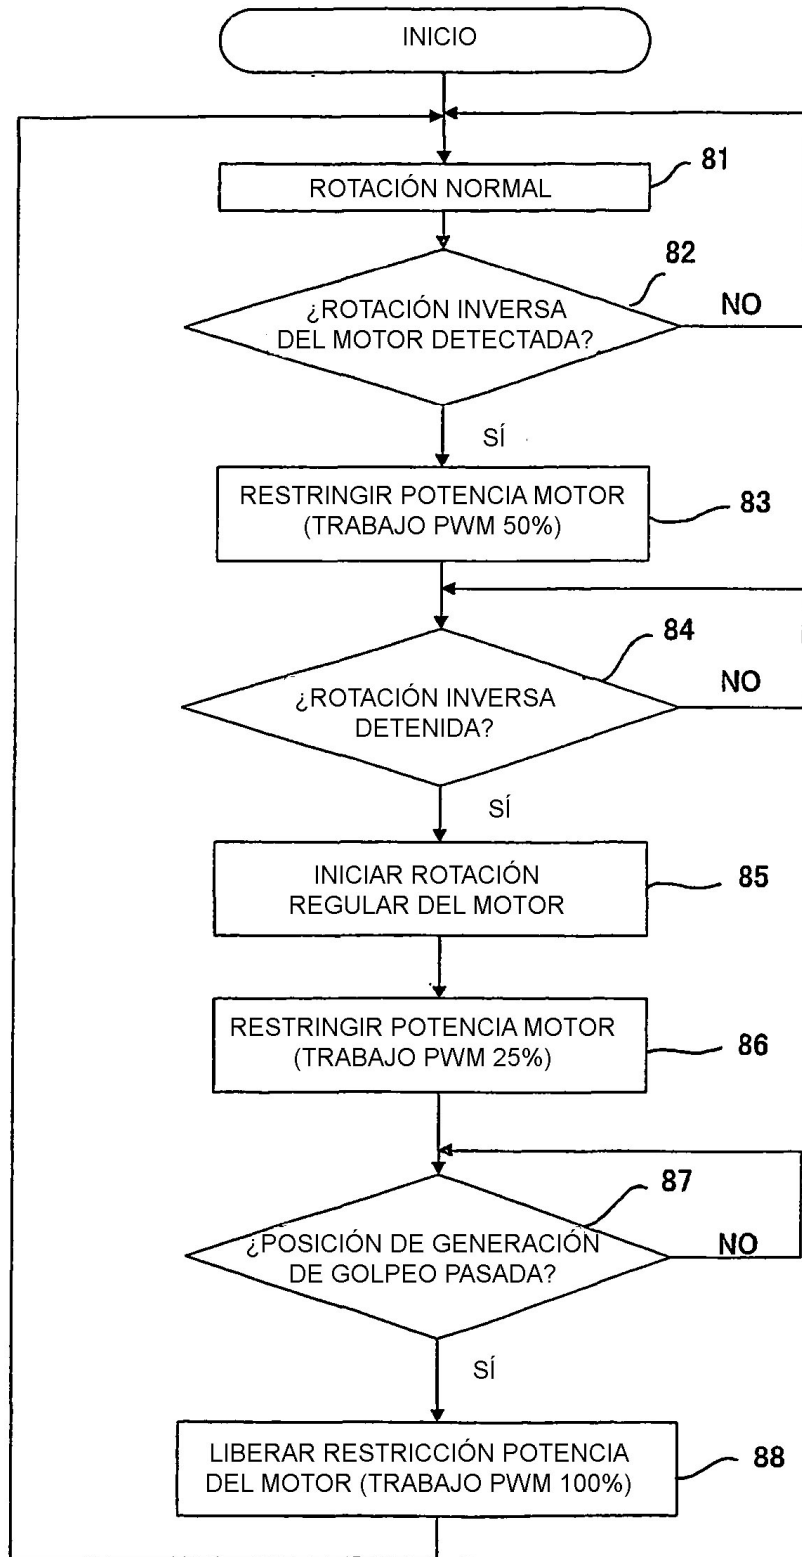 INICIO
81
ROTACIÓN NORMAL
82
¿ROTACIÓN INVERSA
DEL MOTOR DETECTADA?
NO
SÍ
RESTRINGIR POTENCIA MOTOR
(TRABAJO PWM 50%)
83
84
¿ROTACIÓN INVERSA
DETENIDA?
NO
SÍ
INICIAR ROTACIÓN
REGULAR DEL MOTOR
85
RESTRINGIR POTENCIA MOTOR
(TRABAJO PWM 25%)
86
87
¿POSICIÓN DE GENERACIÓN
DE GOLPEO PASADA?
NO
SÍ
LIBERAR RESTRICCIÓN POTENCIA
DEL MOTOR (TRABAJO PWM 100%)
88